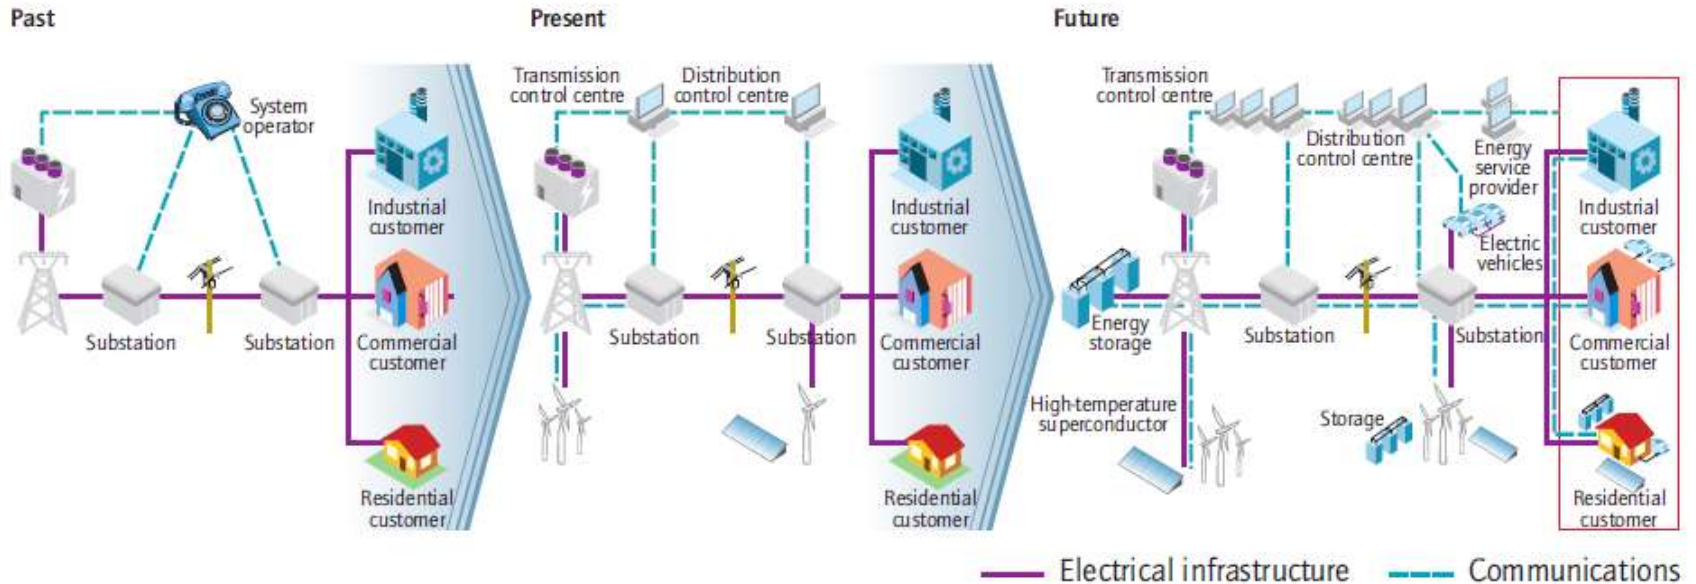 Past
System
operator
Substation
Substation
Industrial
customer
Commercial
customer
Residential
customer
Present
Transmission
control centre
Distribution
control centre
Substation
Substation
Industrial
customer
Commercial
customer
Residential
customer
Future
Transmission
control centre
Distribution
control centre
Energy
service
provider
Electric
vehicles
Energy
storage
Substation
Substation
High-temperature
superconductor
Storage
Industrial
customer
Commercial
customer
Residential
customer
Electrical infrastructure
Communications